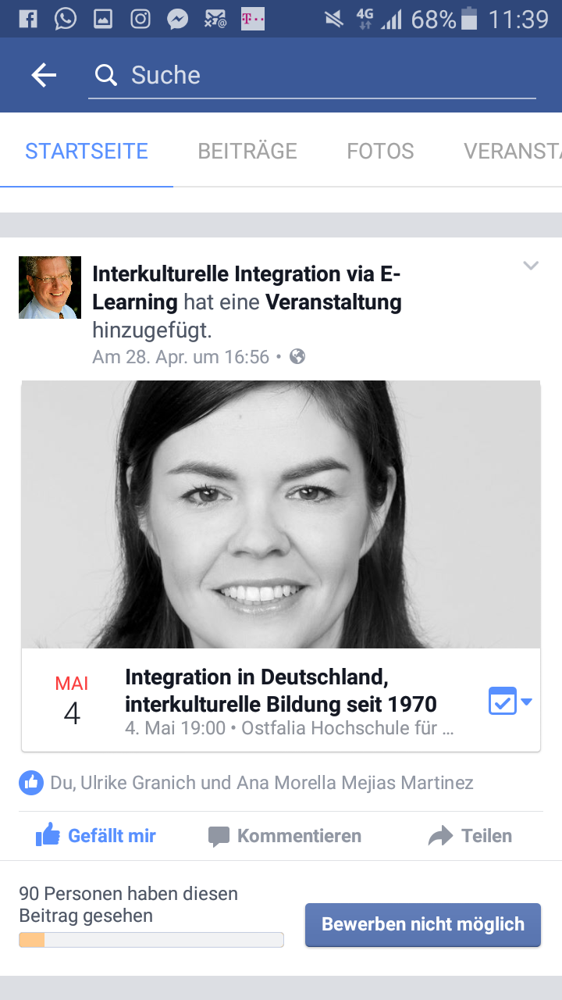 4G 68% 11:39
Suche
STARTSEITE BEITRÄGE FOTOS VERANSTA
Interkulturelle Integration via E-
Learning hat eine Veranstaltung
hinzugefügt.
Am 28. Apr. um 16:56 •
MAI
4
Integration in Deutschland,
interkulturelle Bildung seit 1970
4. Mai 19:00 • Ostfalia Hochschule für ...
Du, Ulrike Granich und Ana Morella Mejias Martinez
Gefällt mir Kommentieren Teilen
90 Personen haben diesen
Beitrag gesehen
Bewerben nicht möglich